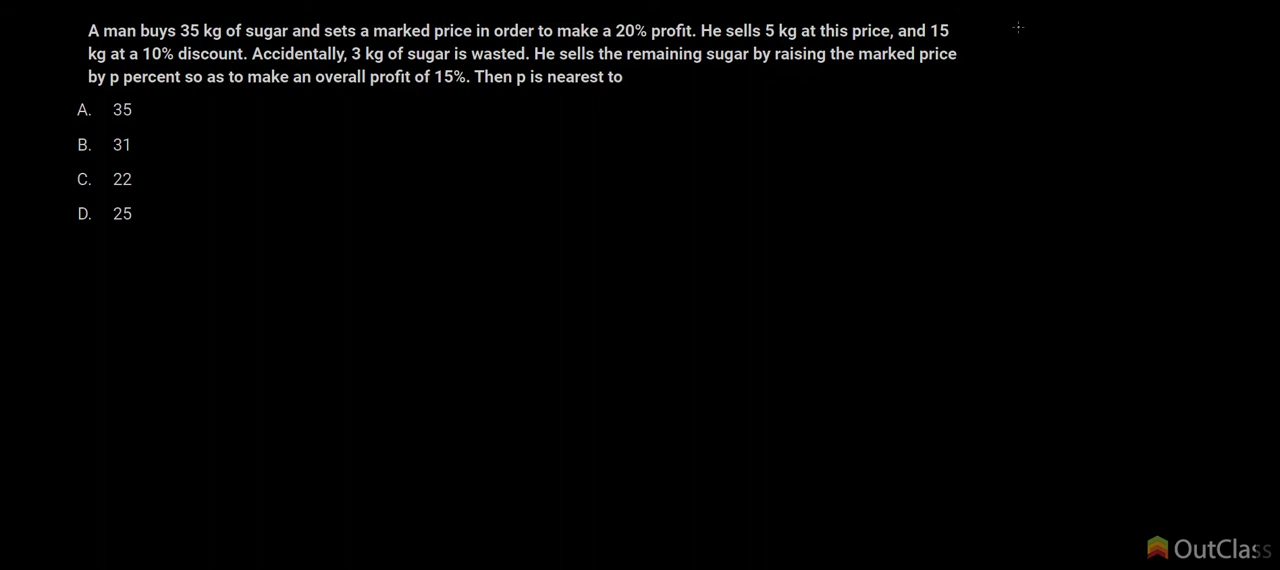 A man buys 35 kg of sugar and sets a marked price in order to make a 20% profit. He sells 5 kg at this price, and 15
kg at a 10% discount. Accidentally, 3 kg of sugar is wasted. He sells the remaining sugar by raising the marked price
by p percent so as to make an overall profit of 15%. Then p is nearest to
A. 35
B. 31
C. 22
D. 25
OutClass